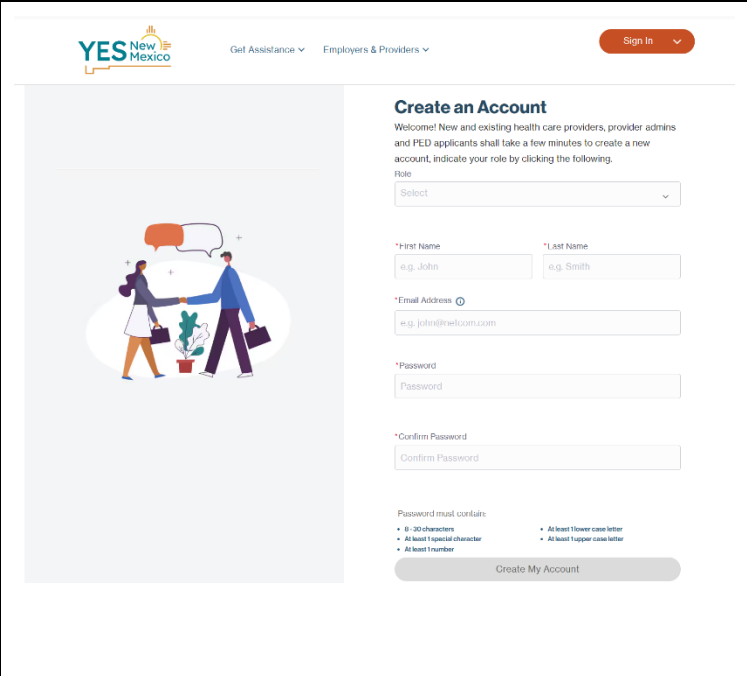 YES New Mexico
Get Assistance
Employers & Providers
Sign In
Create an Account
Welcome! New and existing health care providers, provider admins
and PED applicants shall take a few minutes to create a new
account, indicate your role by clicking the following.
Role
Select
*First Name
*Last Name
e.g. John
e.g. Smith
*Email Address
e.g. john@netcom.com
*Password
Password
*Confirm Password
Confirm Password
Password must contain:
• 8-30 characters
• At least 1 special character
• At least 1 number
• At least 1 lower case letter
• At least 1 upper case letter
Create My Account